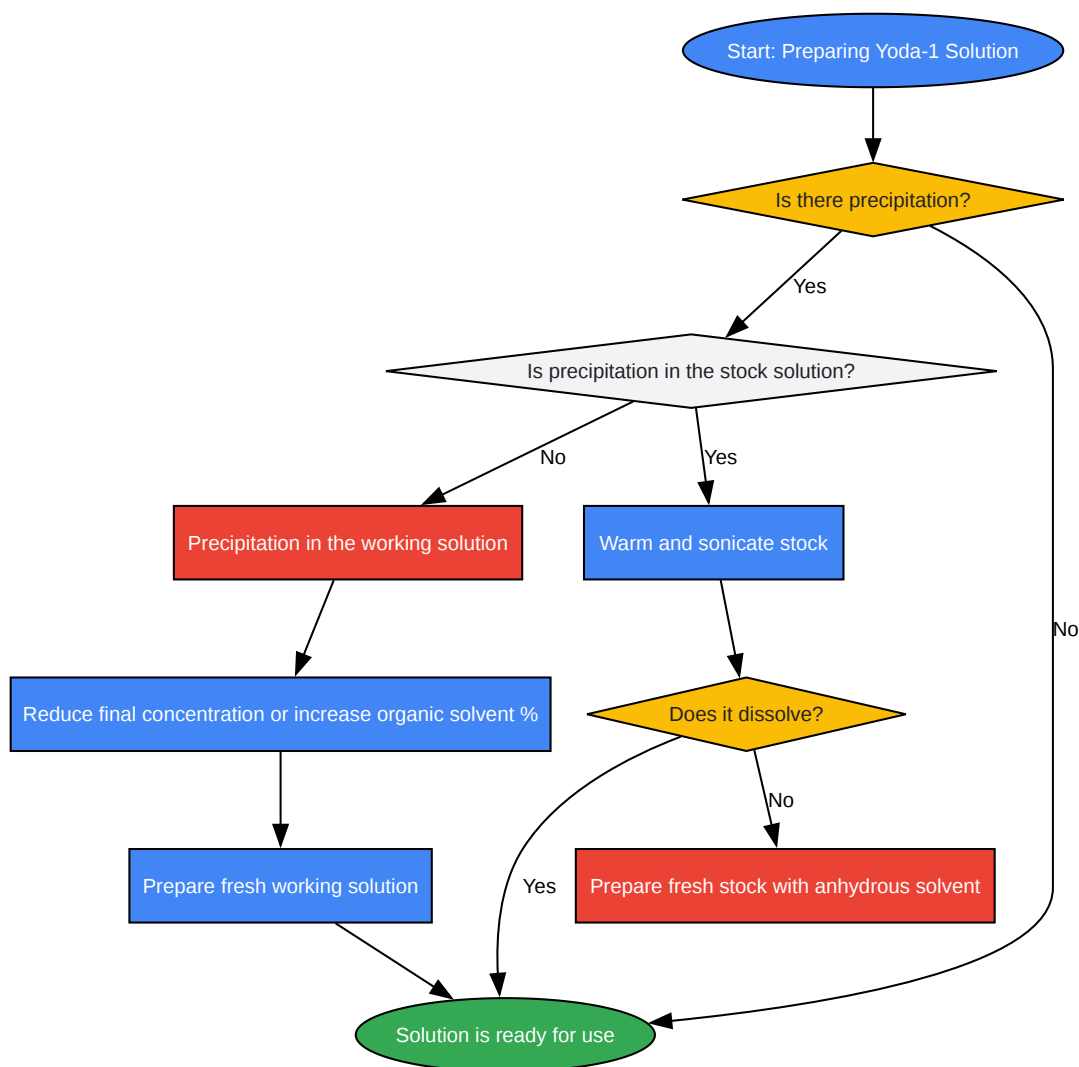 Start: Preparing Yoda-1 Solution
Is there precipitation?
Yes
Is precipitation in the stock solution?
No
Yes
Precipitation in the working solution
Warm and sonicate stock
No
Reduce final concentration or increase organic solvent %
Does it dissolve?
No
Yes
Prepare fresh working solution
Prepare fresh stock with anhydrous solvent
Solution is ready for use